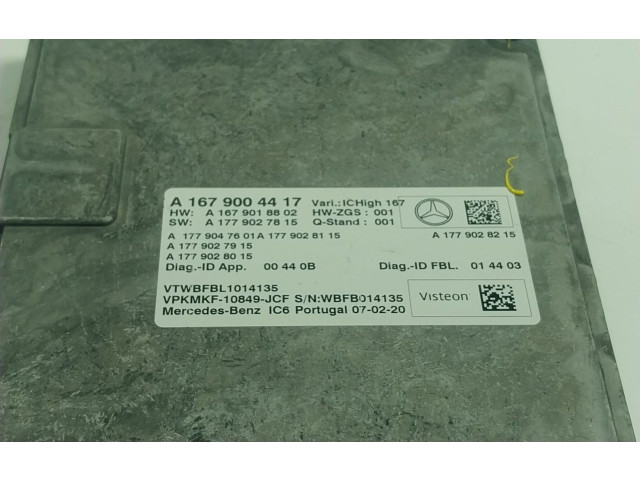 A 167 900 44 17 Vari.:ICHigh 167
HW: A 167 901 88 02 HW-ZGS : 001
SW: A 177 902 78 15 Q-Stand : 001
A 177 904 76 01 A 177 902 81 15 A 177 902 82 15
A 177 902 79 15
A 177 902 80 15
Diag.-ID App. 00 44 0B Diag.-ID FBL. 01 44 03
VTWBFBL1014135
VPKMKF-10849-JCF S/N:WBFB014135
Mercedes-Benz IC6 Portugal 07-02-20
Visteon